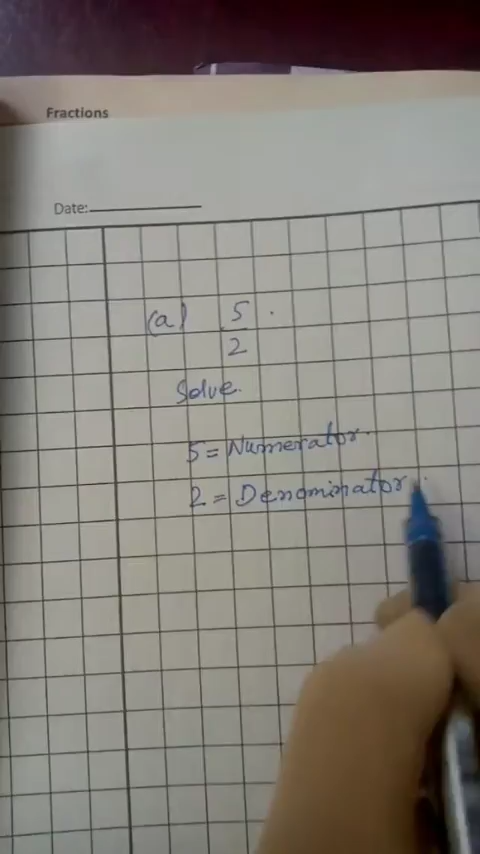 Fractions
Date:
(a) 5/2.
Solve.
5 = Numerator.
2 = Denominator.